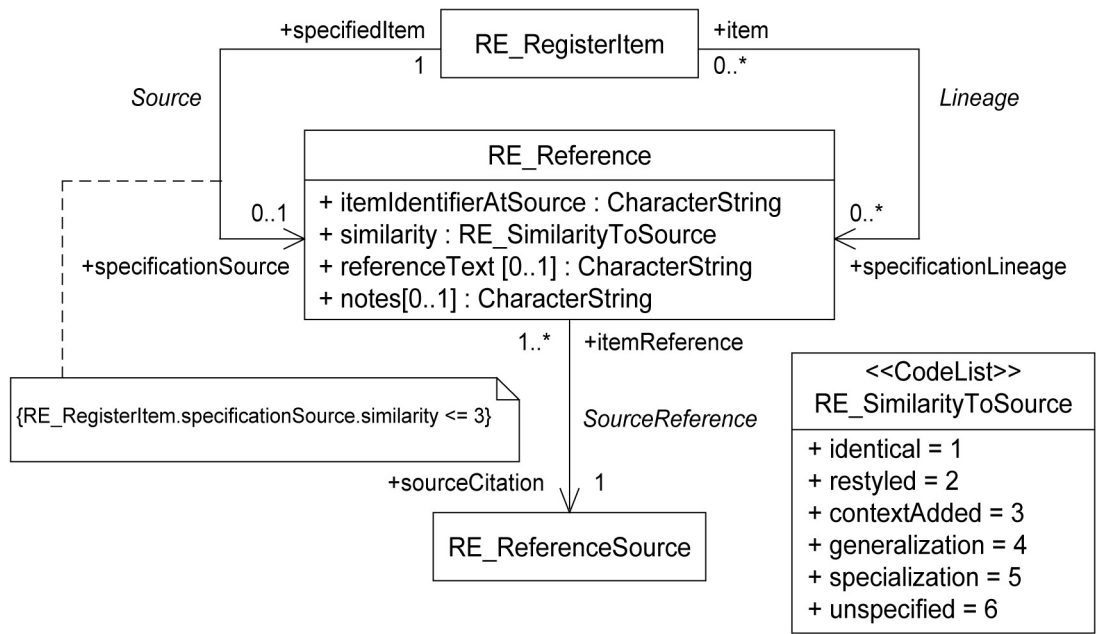 +specifiedItem
1
RE_RegisterItem
+item
0..*
Source
Lineage
RE_Reference
+ itemIdentifierAtSource : CharacterString
+ similarity : RE_SimilarityToSource
+ referenceText [0..1] : CharacterString
+ notes[0..1] : CharacterString
0..1
+specificationSource
0..*
+specificationLineage
1..*
+itemReference
{RE_RegisterItem.specificationSource.similarity <= 3}
SourceReference
+sourceCitation
1
RE_ReferenceSource
<<CodeList>>
RE_SimilarityToSource
+ identical = 1
+ restyled = 2
+ contextAdded = 3
+ generalization = 4
+ specialization = 5
+ unspecified = 6